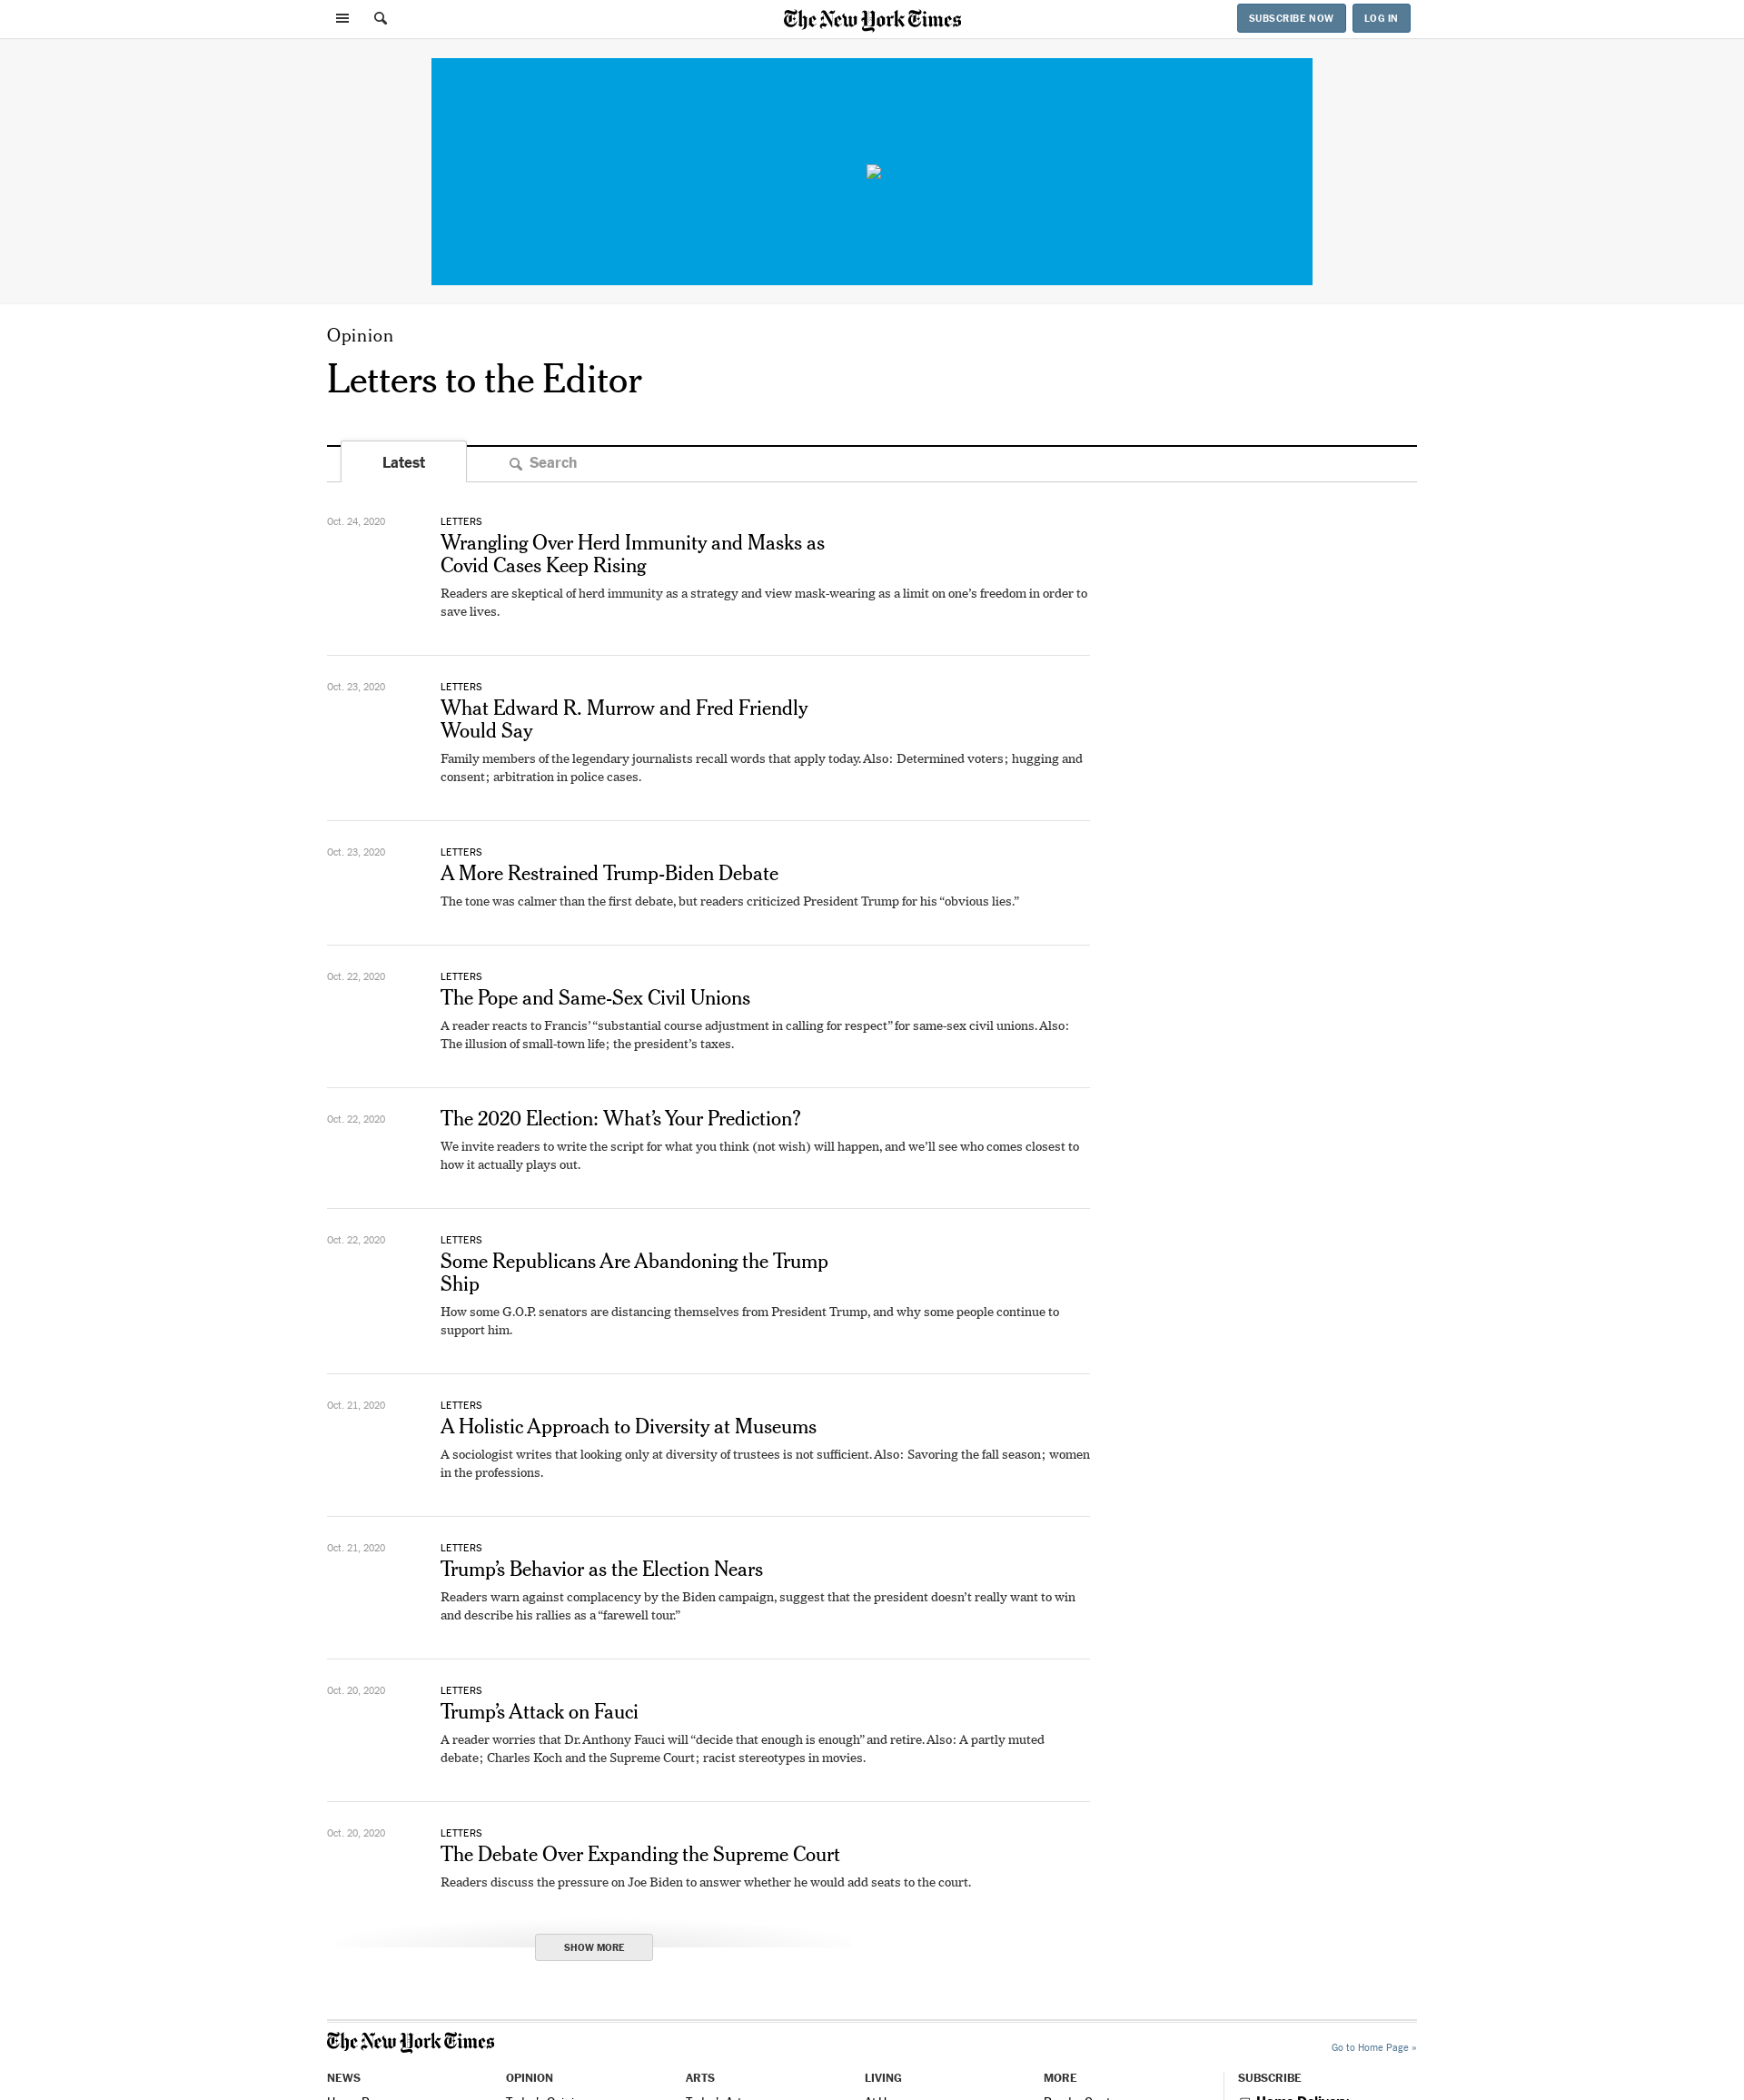 The New York Times
SUBSCRIBE NOW
LOG IN
Opinion
Letters to the Editor
Latest
Search
Oct. 24, 2020
LETTERS
Wrangling Over Herd Immunity and Masks as
Covid Cases Keep Rising
Readers are skeptical of herd immunity as a strategy and view mask-wearing as a limit on one’s freedom in order to
save lives.
Oct. 23, 2020
LETTERS
What Edward R. Murrow and Fred Friendly
Would Say
Family members of the legendary journalists recall words that apply today. Also: Determined voters; hugging and
consent; arbitration in police cases.
Oct. 23, 2020
LETTERS
A More Restrained Trump-Biden Debate
The tone was calmer than the first debate, but readers criticized President Trump for his “obvious lies.”
Oct. 22, 2020
LETTERS
The Pope and Same-Sex Civil Unions
A reader reacts to Francis’ “substantial course adjustment in calling for respect” for same-sex civil unions. Also:
The illusion of small-town life; the president’s taxes.
Oct. 22, 2020
The 2020 Election: What’s Your Prediction?
We invite readers to write the script for what you think (not wish) will happen, and we’ll see who comes closest to
how it actually plays out.
Oct. 22, 2020
LETTERS
Some Republicans Are Abandoning the Trump
Ship
How some G.O.P. senators are distancing themselves from President Trump, and why some people continue to
support him.
Oct. 21, 2020
LETTERS
A Holistic Approach to Diversity at Museums
A sociologist writes that looking only at diversity of trustees is not sufficient. Also: Savoring the fall season; women
in the professions.
Oct. 21, 2020
LETTERS
Trump’s Behavior as the Election Nears
Readers warn against complacency by the Biden campaign, suggest that the president doesn’t really want to win
and describe his rallies as a “farewell tour.”
Oct. 20, 2020
LETTERS
Trump’s Attack on Fauci
A reader worries that Dr. Anthony Fauci will “decide that enough is enough” and retire. Also: A partly muted
debate; Charles Koch and the Supreme Court; racist stereotypes in movies.
Oct. 20, 2020
LETTERS
The Debate Over Expanding the Supreme Court
Readers discuss the pressure on Joe Biden to answer whether he would add seats to the court.
SHOW MORE
The New York Times
Go to Home Page »
NEWS
OPINION
ARTS
LIVING
MORE
SUBSCRIBE